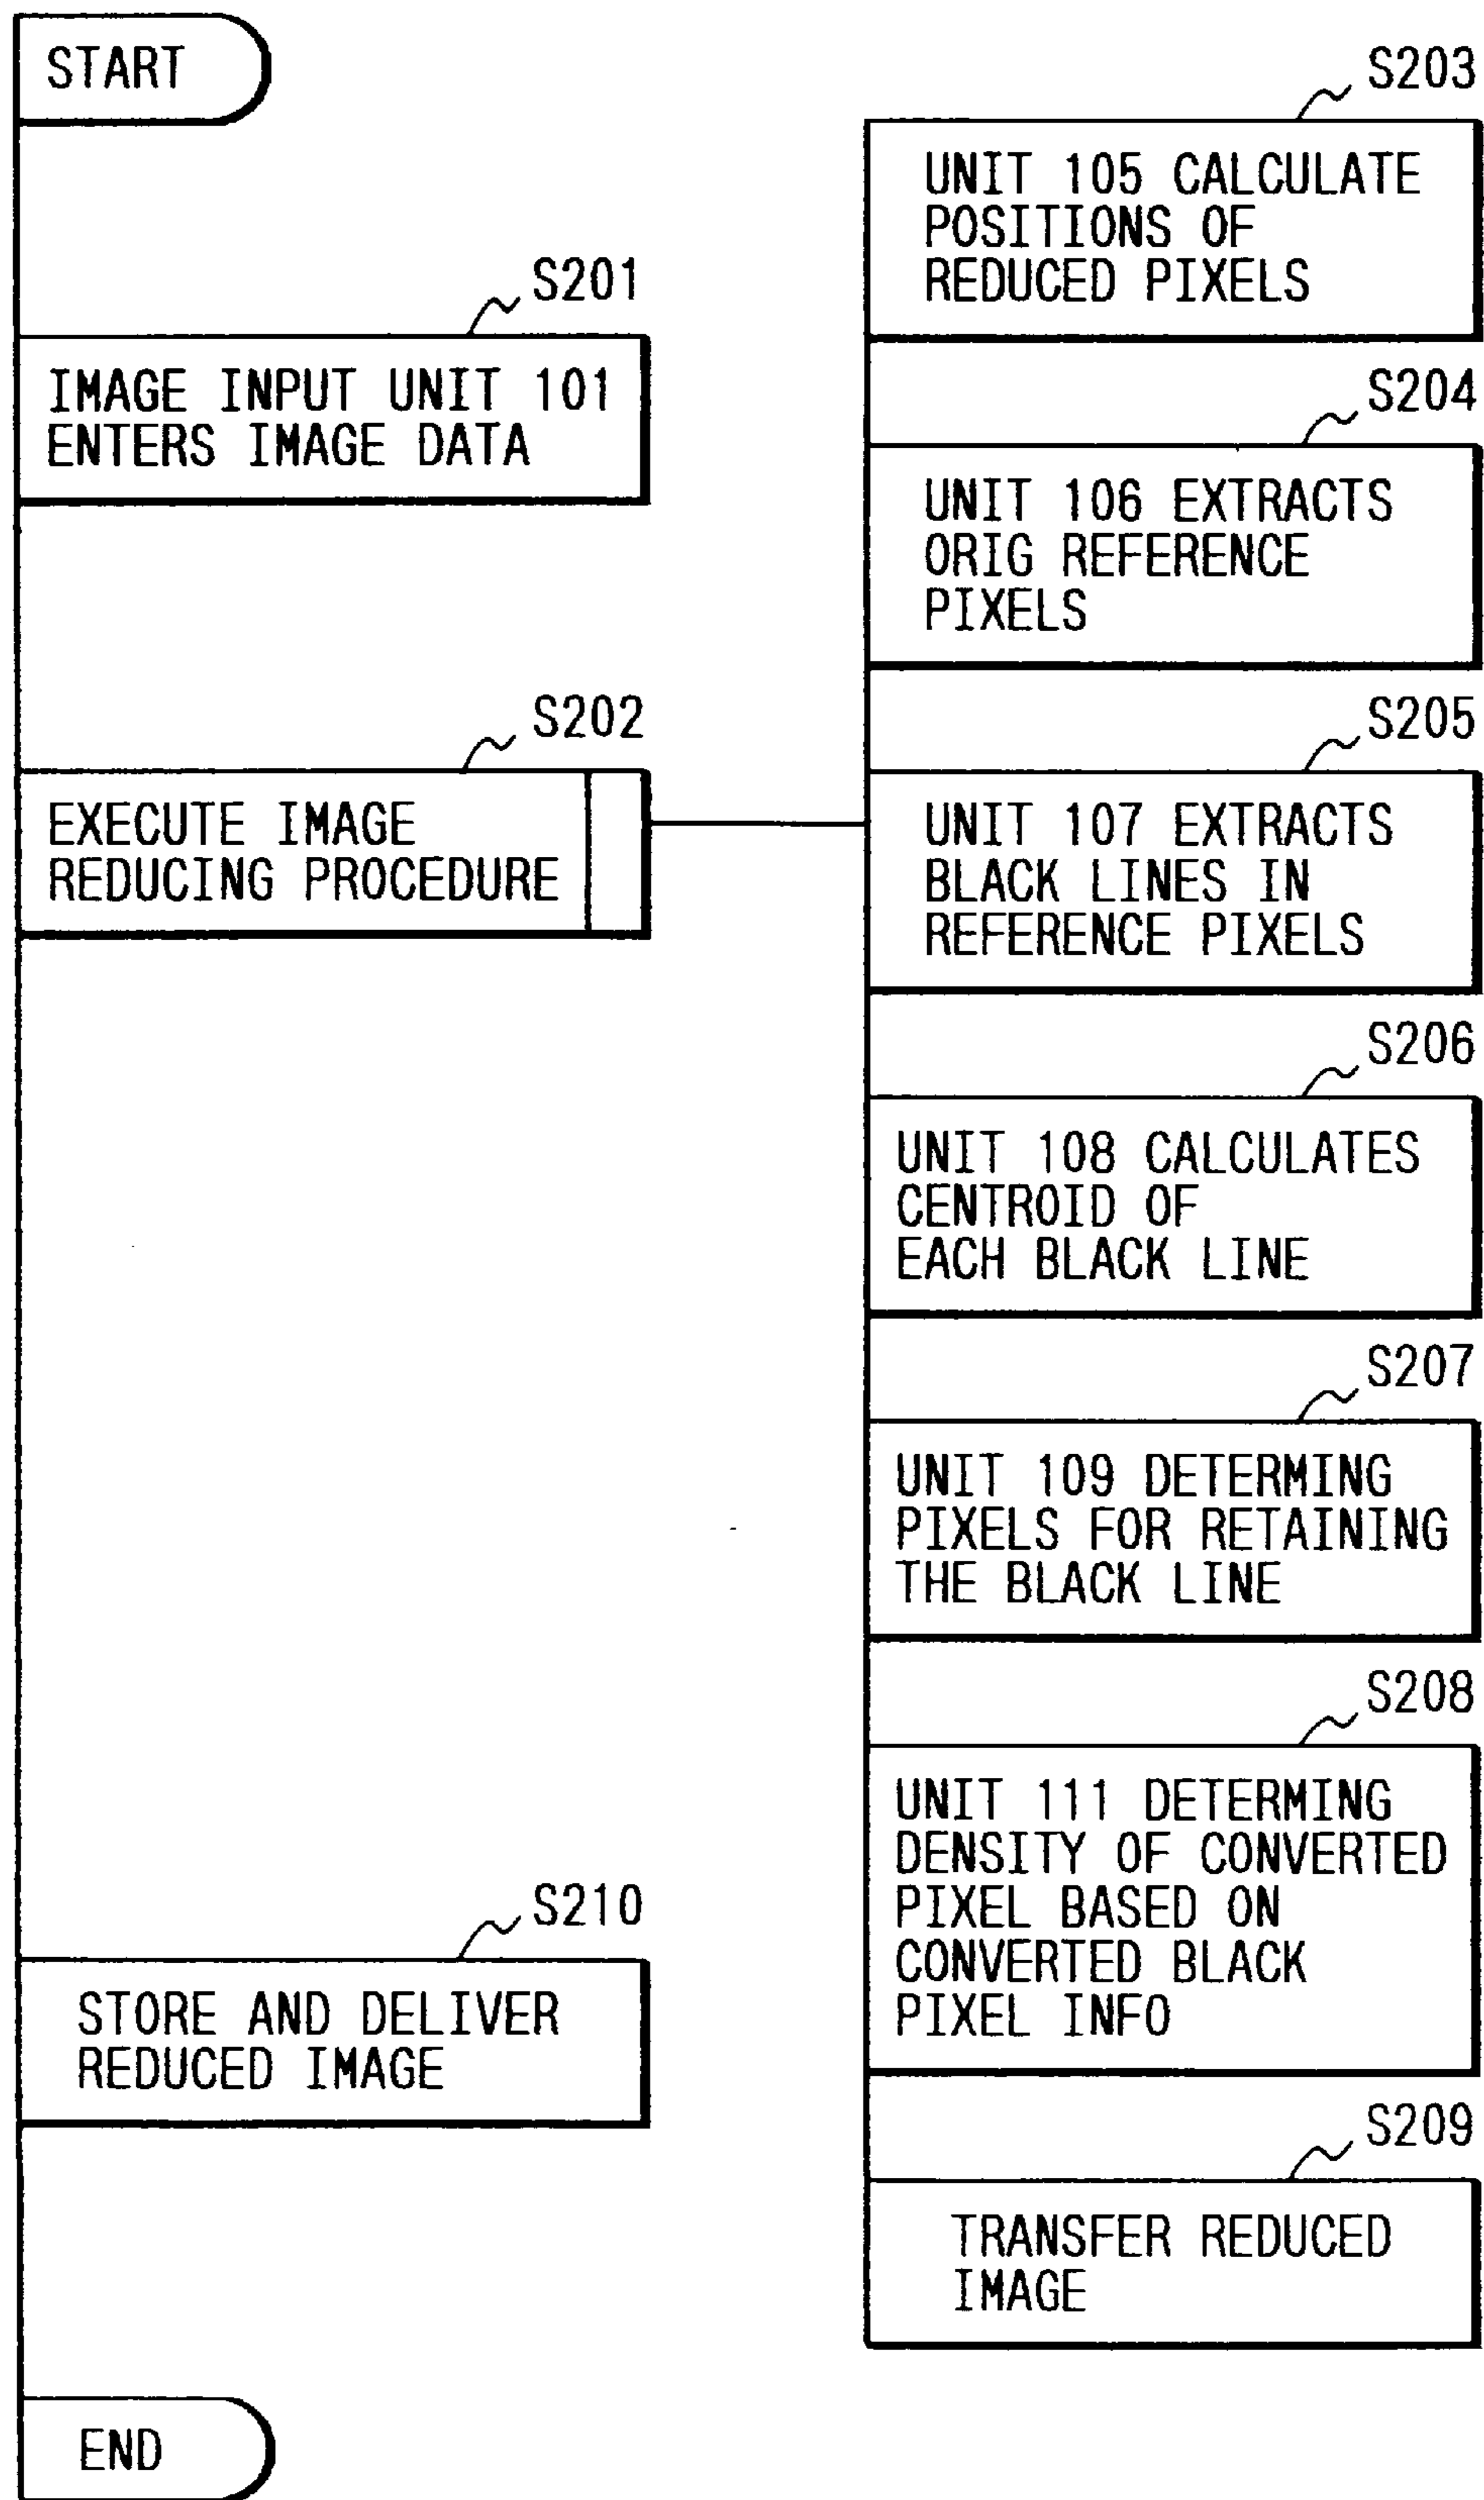 START
S201
IMAGE INPUT UNIT 101
ENTERS IMAGE DATA
S202
EXECUTE IMAGE
REDUCING PROCEDURE
S203
UNIT 105 CALCULATE
POSITIONS OF
REDUCED PIXELS
S204
UNIT 106 EXTRACTS
ORIG REFERENCE
PIXELS
S205
UNIT 107 EXTRACTS
BLACK LINES IN
REFERENCE PIXELS
S206
UNIT 108 CALCULATES
CENTROID OF
EACH BLACK LINE
S207
UNIT 109 DETERMING
PIXELS FOR RETAINING
THE BLACK LINE
S208
UNIT 111 DETERMING
DENSITY OF CONVERTED
PIXEL BASED ON
CONVERTED BLACK
PIXEL INFO
S209
TRANSFER REDUCED
IMAGE
S210
STORE AND DELIVER
REDUCED IMAGE
END